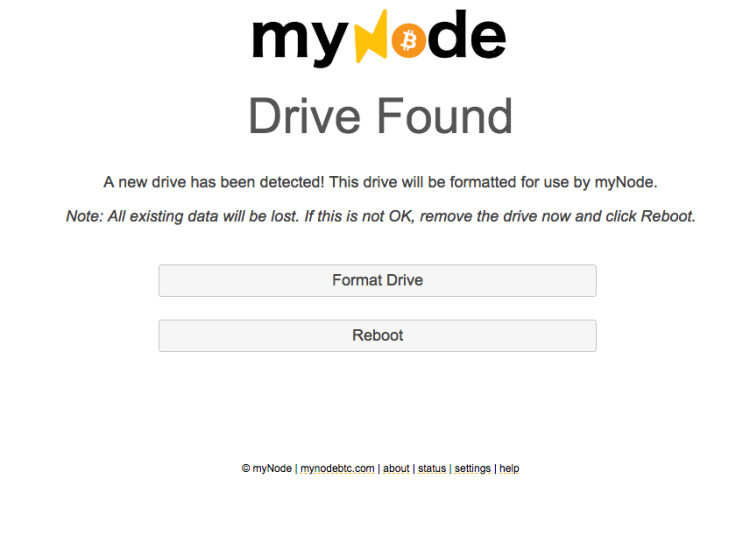 myNode
Drive Found
A new drive has been detected! This drive will be formatted for use by myNode.
Note: All existing data will be lost. If this is not OK, remove the drive now and click Reboot.
Format Drive
Reboot
© myNode | mynodebtc.com | about | status | settings | help